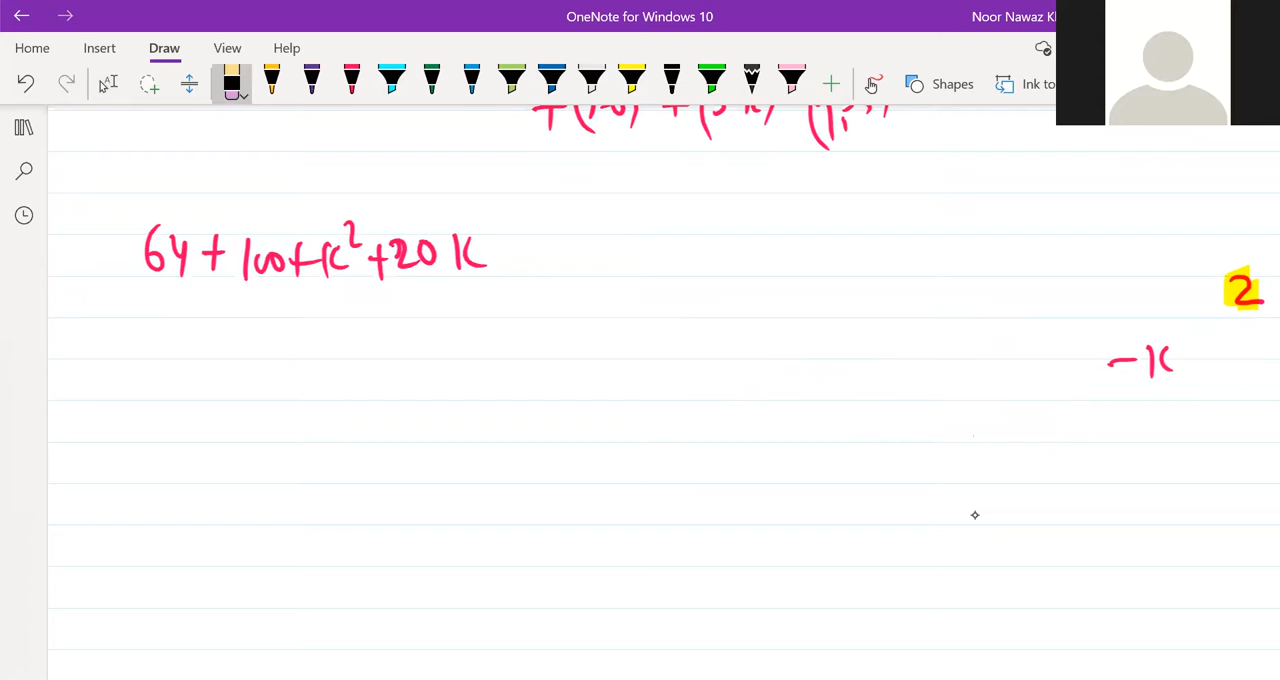 OneNote for Windows 10
Noor Nawaz Kh
Home Insert Draw View Help
Shapes Ink to
64 + 100 + K² + 20 K
2
- K